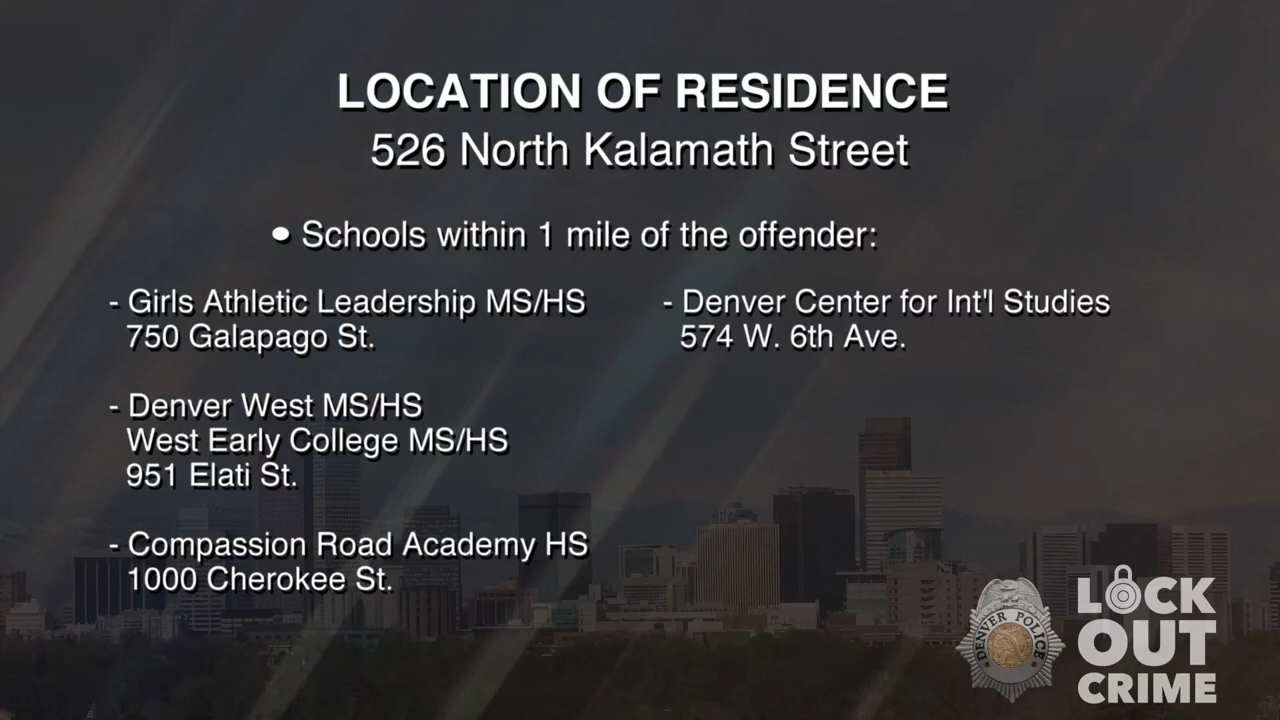 LOCATION OF RESIDENCE
526 North Kalamath Street
• Schools within 1 mile of the offender:
- Girls Athletic Leadership MS/HS
750 Galapago St.
- Denver West MS/HS
West Early College MS/HS
951 Elati St.
- Compassion Road Academy HS
1000 Cherokee St.
- Denver Center for Int'l Studies
574 W. 6th Ave.
DENVER POLICE
LOCK
OUT
CRIME